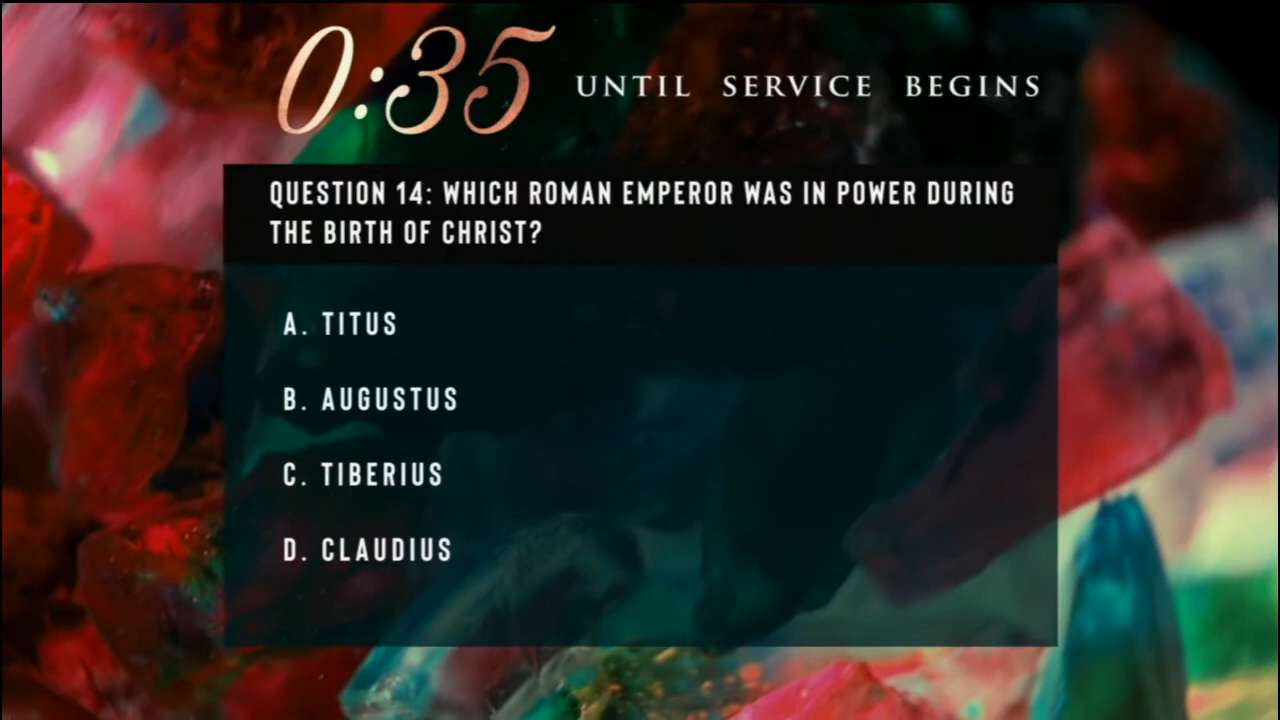 0:35 UNTIL SERVICE BEGINS
QUESTION 14: WHICH ROMAN EMPEROR WAS IN POWER DURING
THE BIRTH OF CHRIST?
A. TITUS
B. AUGUSTUS
C. TIBERIUS
D. CLAUDIUS